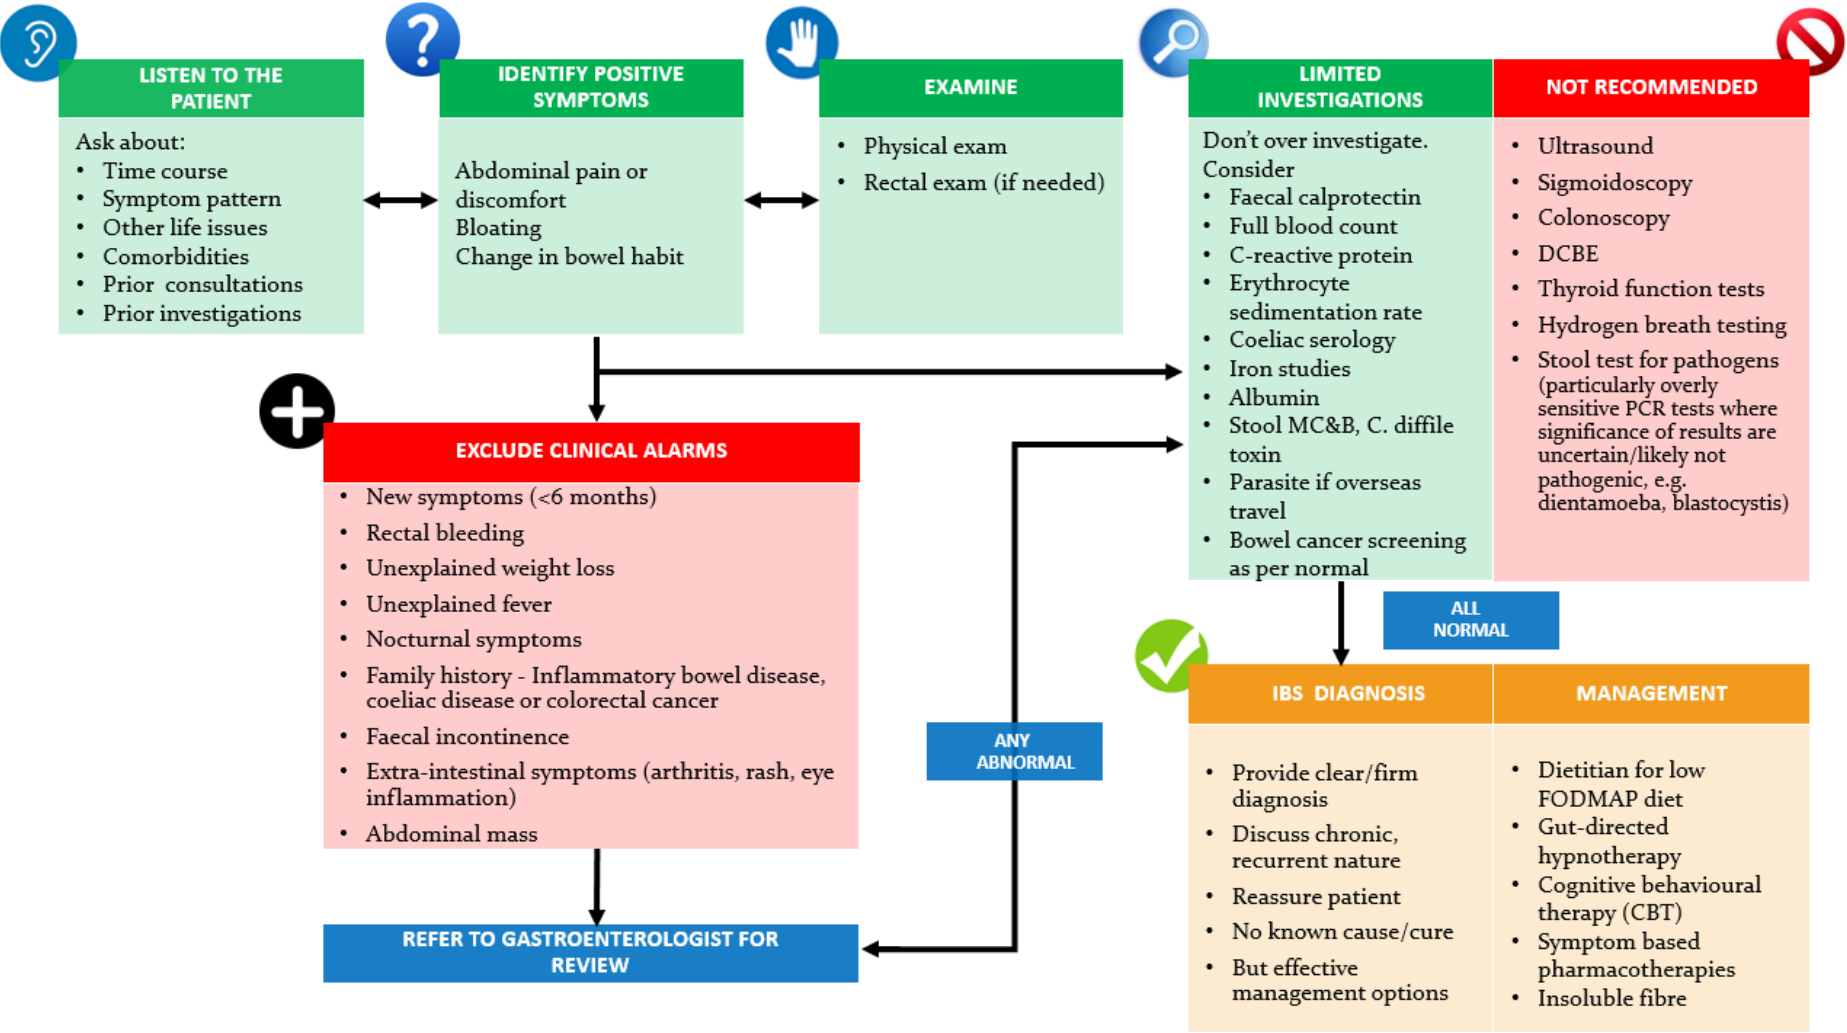 LISTEN TO THE
PATIENT
Ask about:
• Time course
• Symptom pattern
• Other life issues
• Comorbidities
• Prior consultations
• Prior investigations
?
IDENTIFY POSITIVE
SYMPTOMS
Abdominal pain or
discomfort
Bloating
Change in bowel habit
EXAMINE
• Physical exam
• Rectal exam (if needed)
LIMITED
INVESTIGATIONS
Don’t over investigate.
Consider
• Faecal calprotectin
• Full blood count
• C-reactive protein
• Erythrocyte
sedimentation rate
• Coeliac serology
• Iron studies
• Albumin
• Stool MC&B, C. diffile
toxin
• Parasite if overseas
travel
• Bowel cancer screening
as per normal
NOT RECOMMENDED
• Ultrasound
• Sigmoidoscopy
• Colonoscopy
• DCBE
• Thyroid function tests
• Hydrogen breath testing
• Stool test for pathogens
(particularly overly
sensitive PCR tests where
significance of results are
uncertain/likely not
pathogenic, e.g.
dientamoeba, blastocystis)
EXCLUDE CLINICAL ALARMS
• New symptoms (<6 months)
• Rectal bleeding
• Unexplained weight loss
• Unexplained fever
• Nocturnal symptoms
• Family history - Inflammatory bowel disease,
coeliac disease or colorectal cancer
• Faecal incontinence
• Extra-intestinal symptoms (arthritis, rash, eye
inflammation)
• Abdominal mass
REFER TO GASTROENTEROLOGIST FOR
REVIEW
ANY
ABNORMAL
ALL
NORMAL
IBS DIAGNOSIS
• Provide clear/firm
diagnosis
• Discuss chronic,
recurrent nature
• Reassure patient
• No known cause/cure
• But effective
management options
MANAGEMENT
• Dietitian for low
FODMAP diet
• Gut-directed
hypnotherapy
• Cognitive behavioural
therapy (CBT)
• Symptom based
pharmacotherapies
• Insoluble fibre